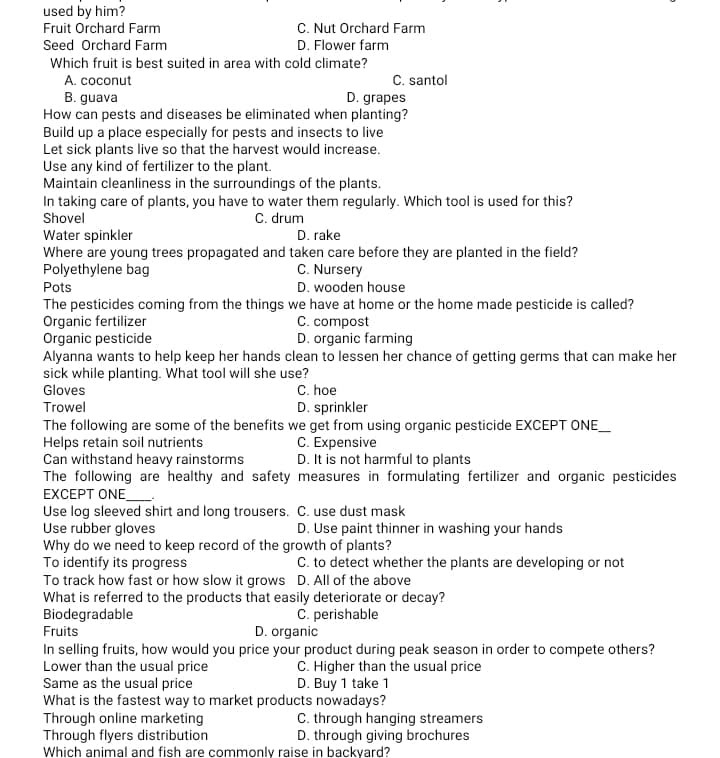 used by him?
Fruit Orchard Farm C. Nut Orchard Farm
Seed Orchard Farm D. Flower farm
Which fruit is best suited in area with cold climate?
A. coconut C. santol
B. guava D. grapes
How can pests and diseases be eliminated when planting?
Build up a place especially for pests and insects to live
Let sick plants live so that the harvest would increase.
Use any kind of fertilizer to the plant.
Maintain cleanliness in the surroundings of the plants.
In taking care of plants, you have to water them regularly. Which tool is used for this?
Shovel C. drum
Water spinkler D. rake
Where are young trees propagated and taken care before they are planted in the field?
Polyethylene bag C. Nursery
Pots D. wooden house
The pesticides coming from the things we have at home or the home made pesticide is called?
Organic fertilizer C. compost
Organic pesticide D. organic farming
Alyanna wants to help keep her hands clean to lessen her chance of getting germs that can make her
sick while planting. What tool will she use?
Gloves C. hoe
Trowel D. sprinkler
The following are some of the benefits we get from using organic pesticide EXCEPT ONE__
Helps retain soil nutrients C. Expensive
Can withstand heavy rainstorms D. It is not harmful to plants
The following are healthy and safety measures in formulating fertilizer and organic pesticides
EXCEPT ONE____.
Use log sleeved shirt and long trousers. C. use dust mask
Use rubber gloves D. Use paint thinner in washing your hands
Why do we need to keep record of the growth of plants?
To identify its progress C. to detect whether the plants are developing or not
To track how fast or how slow it grows D. All of the above
What is referred to the products that easily deteriorate or decay?
Biodegradable C. perishable
Fruits D. organic
In selling fruits, how would you price your product during peak season in order to compete others?
Lower than the usual price C. Higher than the usual price
Same as the usual price D. Buy 1 take 1
What is the fastest way to market products nowadays?
Through online marketing C. through hanging streamers
Through flyers distribution D. through giving brochures
Which animal and fish are commonly raise in backyard?